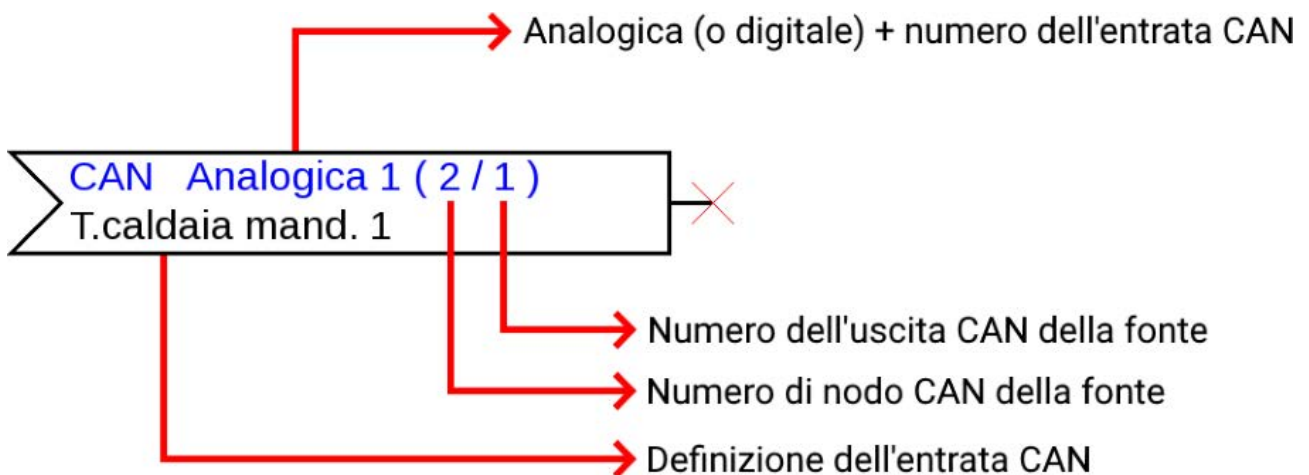 Analogica (o digitale) + numero dell'entrata CAN
CAN Analogica 1 ( 2 / 1 )
T.caldaia mand. 1
Numero dell'uscita CAN della fonte
Numero di nodo CAN della fonte
Definizione dell'entrata CAN